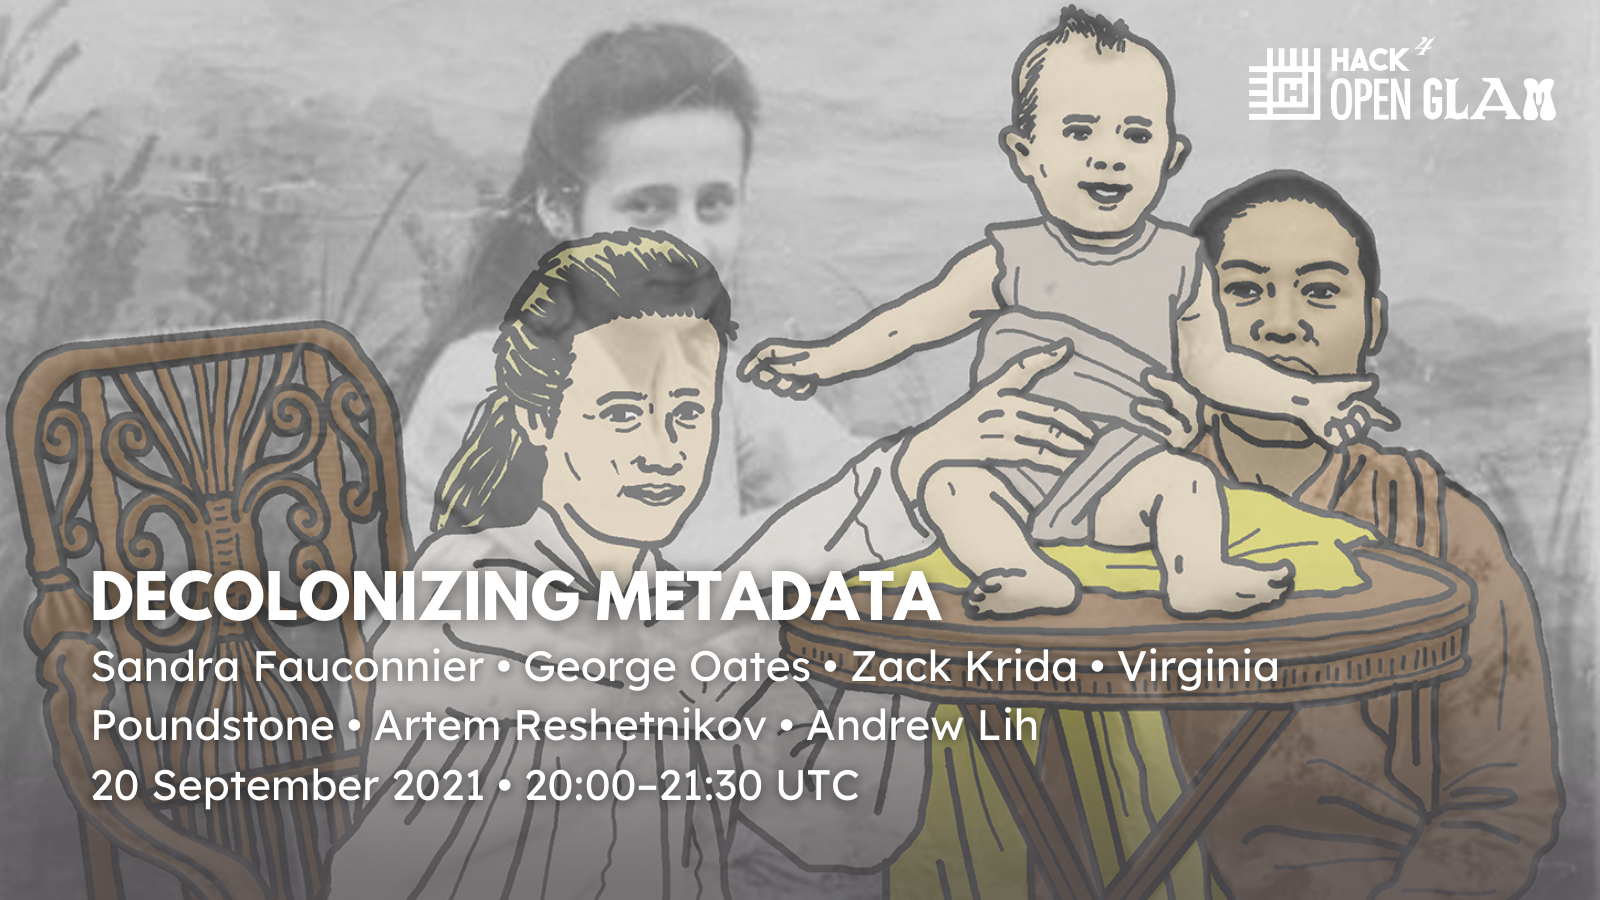 HACK 4
OPEN GLAM
DECOLONIZING METADATA
Sandra Fauconnier • George Oates • Zack Krida • Virginia
Poundstone • Artem Reshetnikov • Andrew Lih
20 September 2021 • 20:00–21:30 UTC